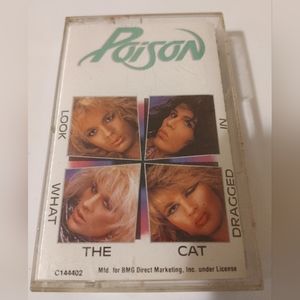 POISON
LOOK
WHAT
THE CAT
DRAGGED
IN
C144402 Mfd. for BMG Direct Marketing, Inc. under License